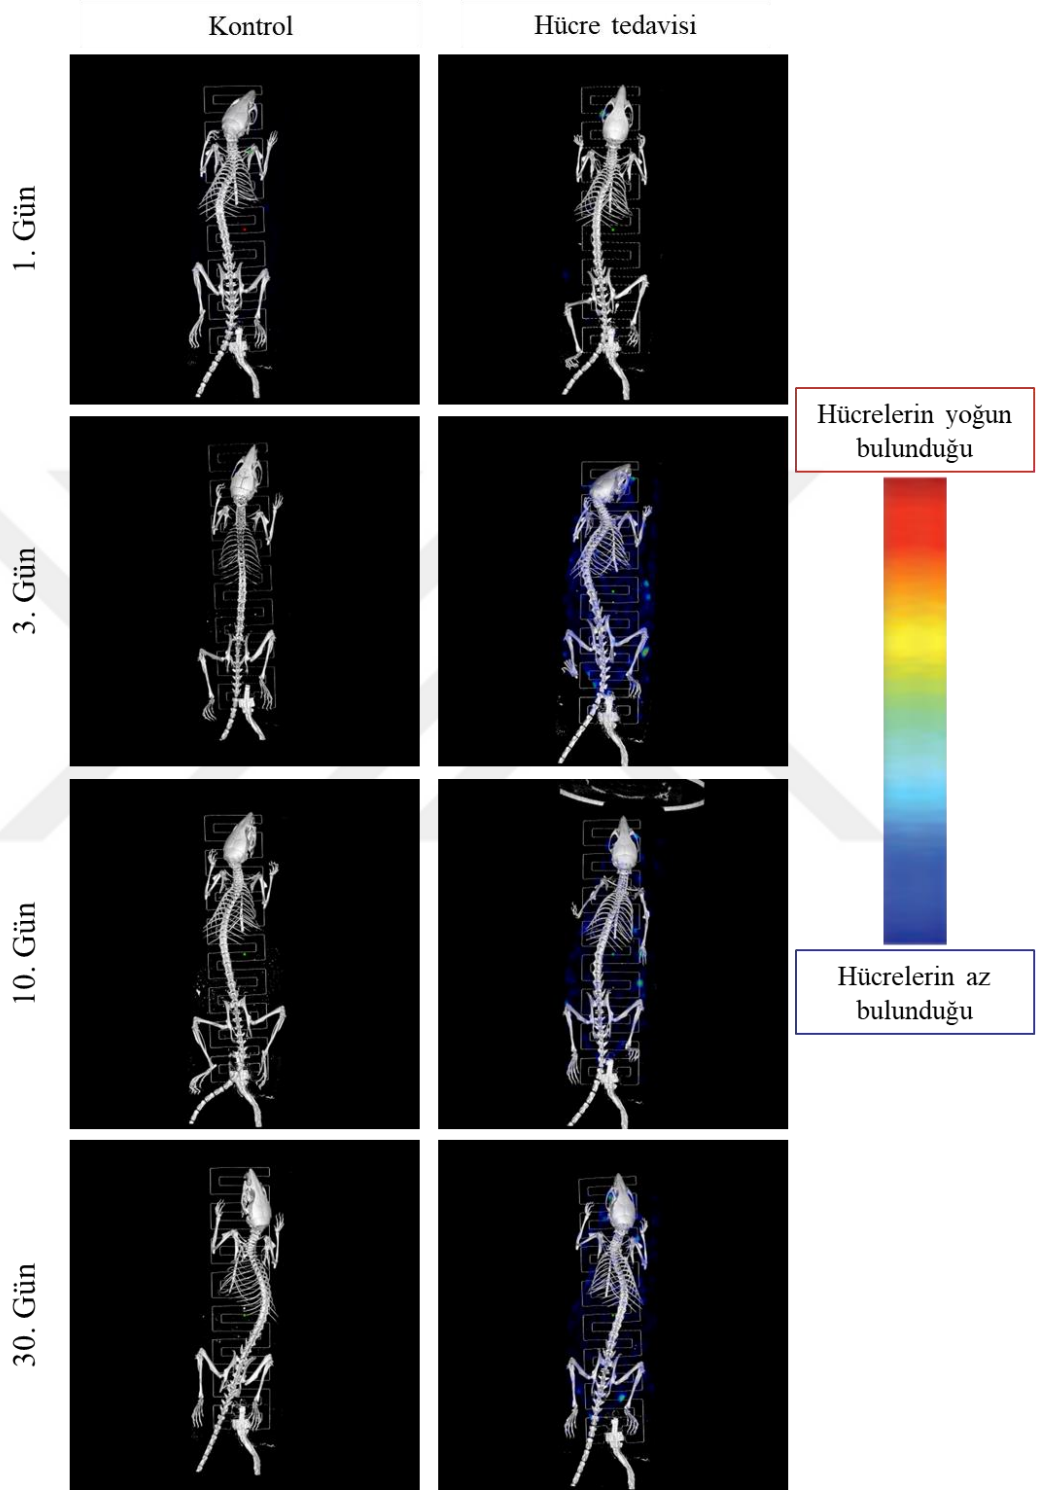 Kontrol
Hücre tedavisi
1. Gün
3. Gün
10. Gün
30. Gün
Hücrelerin yoğun
bulunduğu
Hücrelerin az
bulunduğu